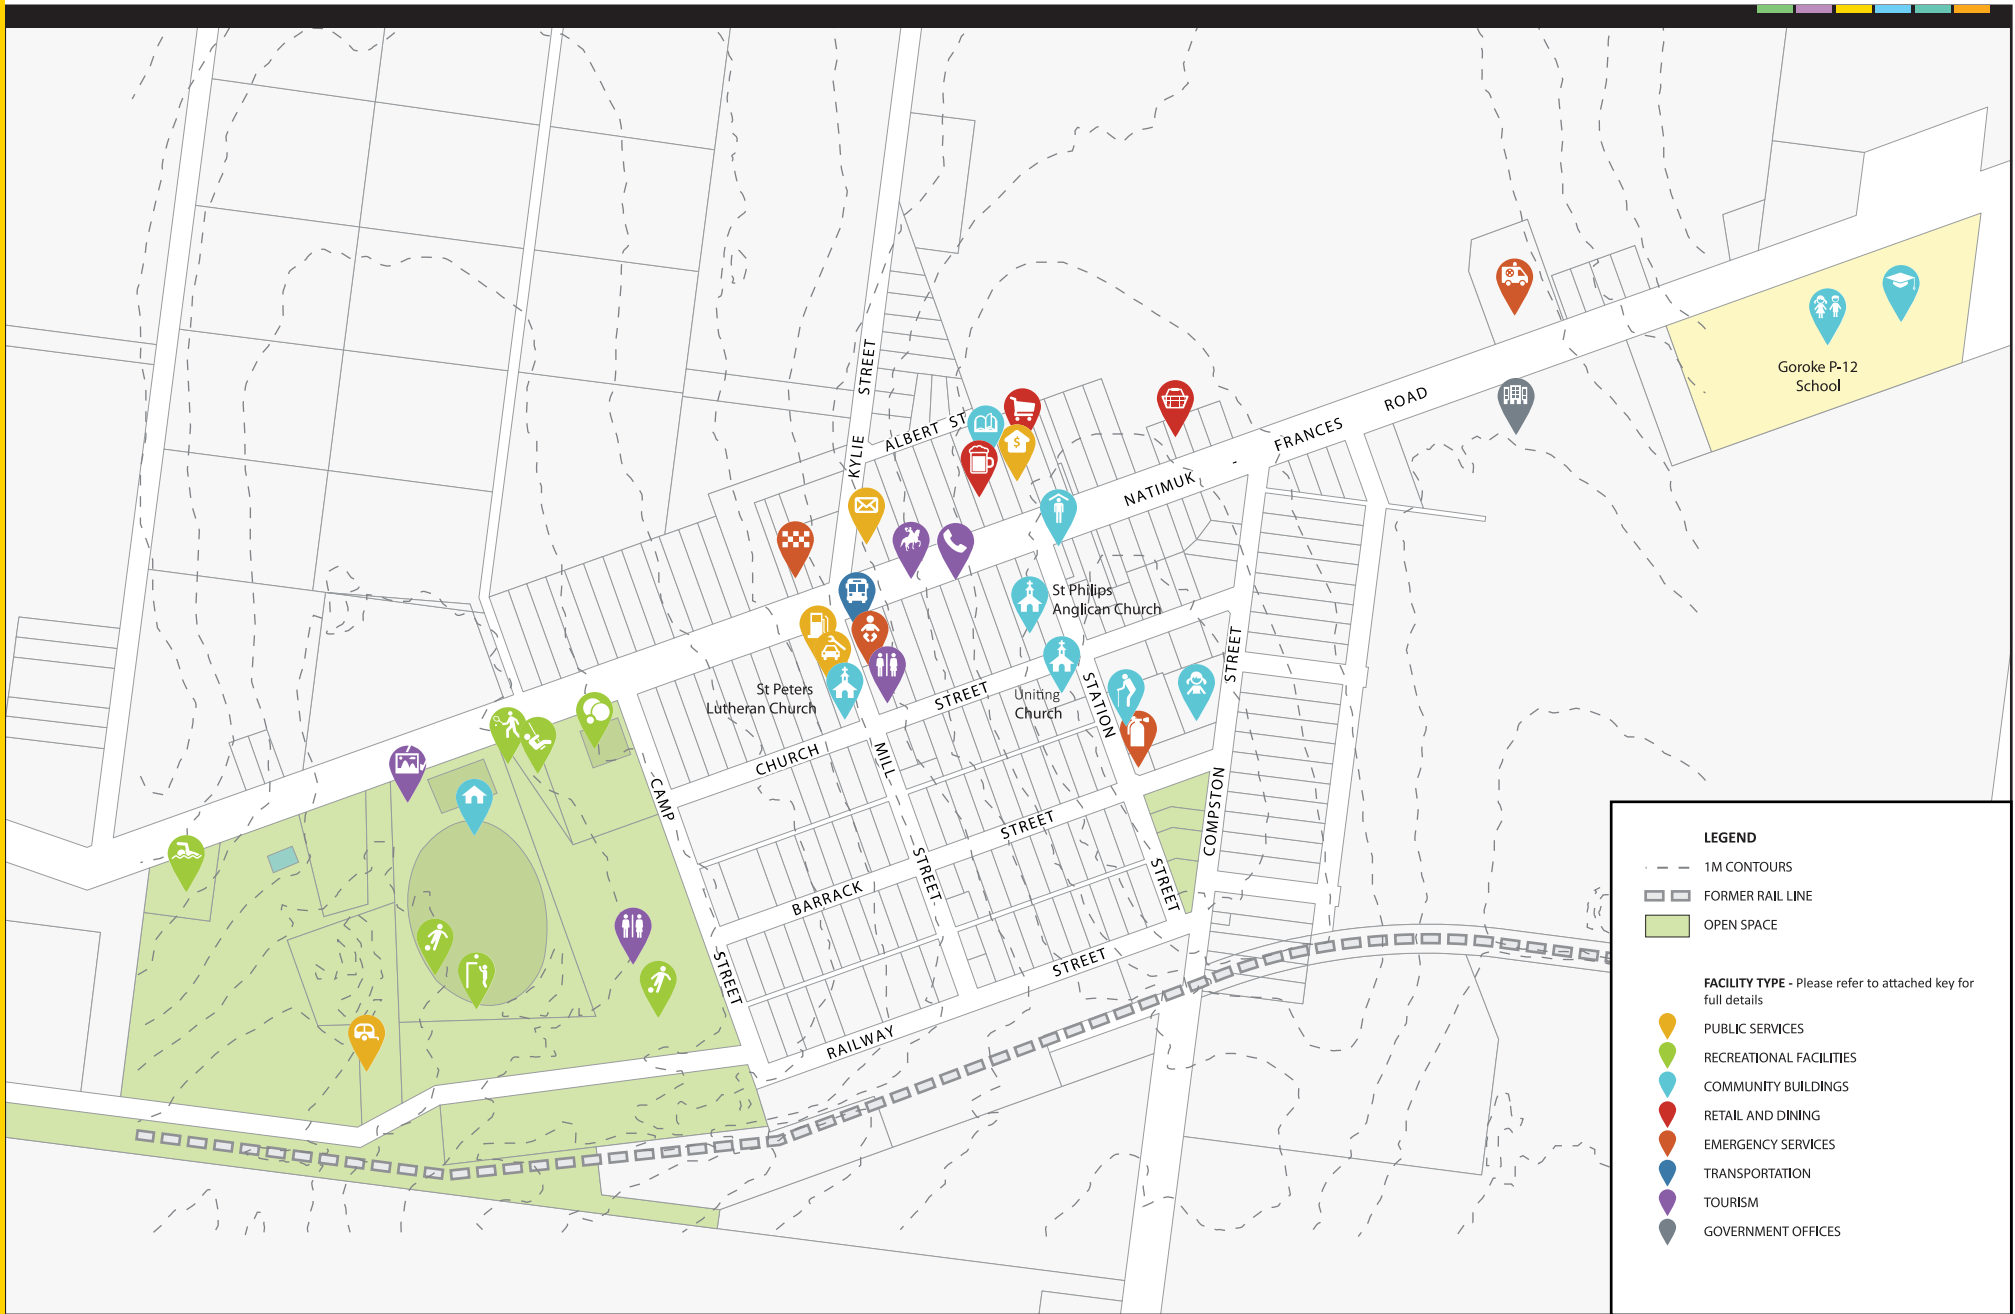 Goroke P-12
School
KYLIE
STREET
ALBERT ST
NATIMUK
-
FRANCES
ROAD
St Philips
Anglican Church
St Peters
Lutheran Church
Uniting
Church
CHURCH
STREET
CAMP
STREET
MILL
STREET
STATION
STREET
COMPSTON
STREET
BARRACK
STREET
RAILWAY
STREET
$
LEGEND
1M CONTOURS
FORMER RAIL LINE
OPEN SPACE
FACILITY TYPE - Please refer to attached key for
full details
PUBLIC SERVICES
RECREATIONAL FACILITIES
COMMUNITY BUILDINGS
RETAIL AND DINING
EMERGENCY SERVICES
TRANSPORTATION
TOURISM
GOVERNMENT OFFICES